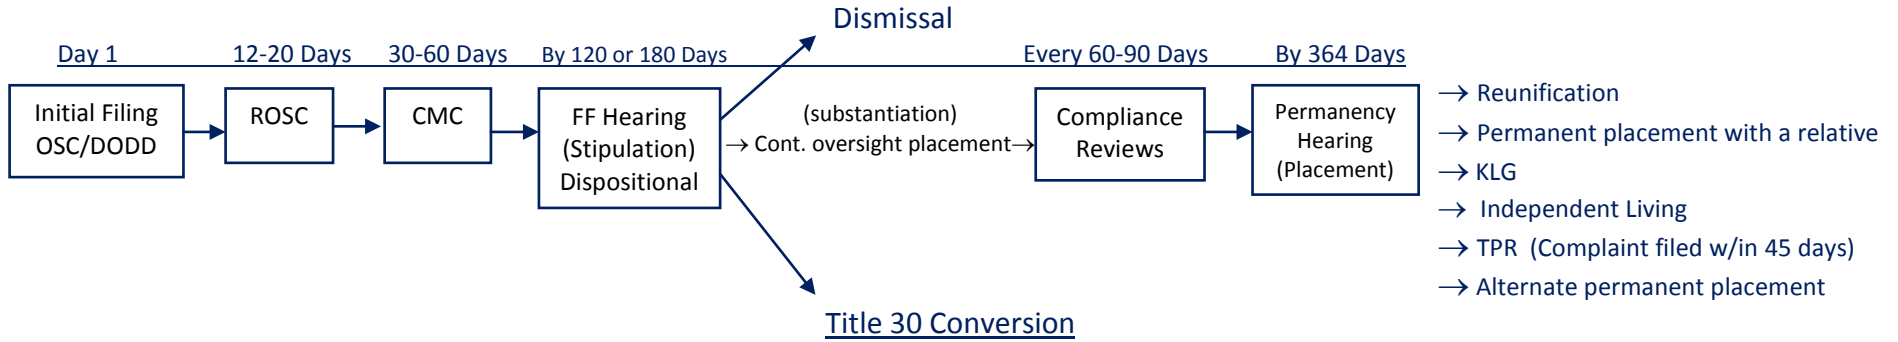 Dismissal
Day 1
12-20 Days
30-60 Days
By 120 or 180 Days
Every 60-90 Days
By 364 Days
Initial Filing
OSC/DODD
ROSC
CMC
FF Hearing
(Stipulation)
Dispositional
(substantiation)
→ Cont. oversight placement→
Compliance
Reviews
Permanency
Hearing
(Placement)
→ Reunification
→ Permanent placement with a relative
→ KLG
→ Independent Living
→ TPR (Complaint filed w/in 45 days)
→ Alternate permanent placement
Title 30 Conversion